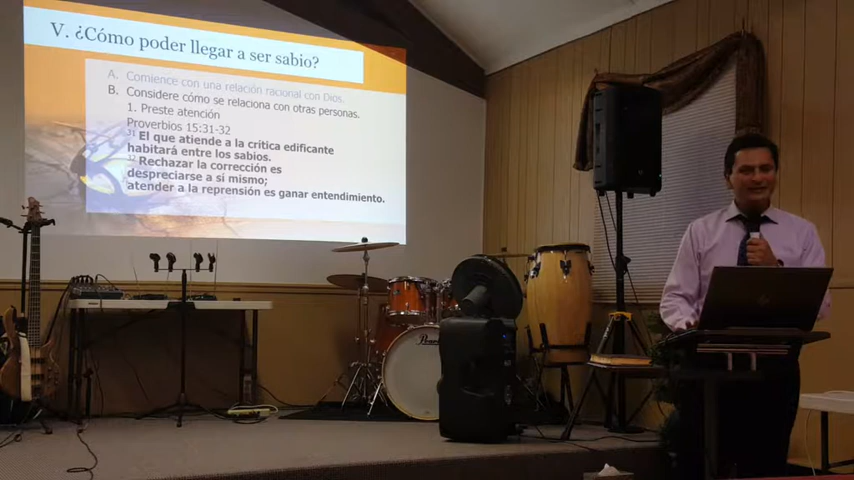 V. ¿Cómo poder llegar a ser sabio?
A. Comience con una relación racional con Dios.
B. Considere cómo se relaciona con otras personas.
1. Preste atención
Proverbios 15:31-32
31 El que atiende a la crítica edificante
habitará entre los sabios.
32 Rechazar la corrección es
despreciarse a sí mismo;
atender a la reprensión es ganar entendimiento.
Pearl